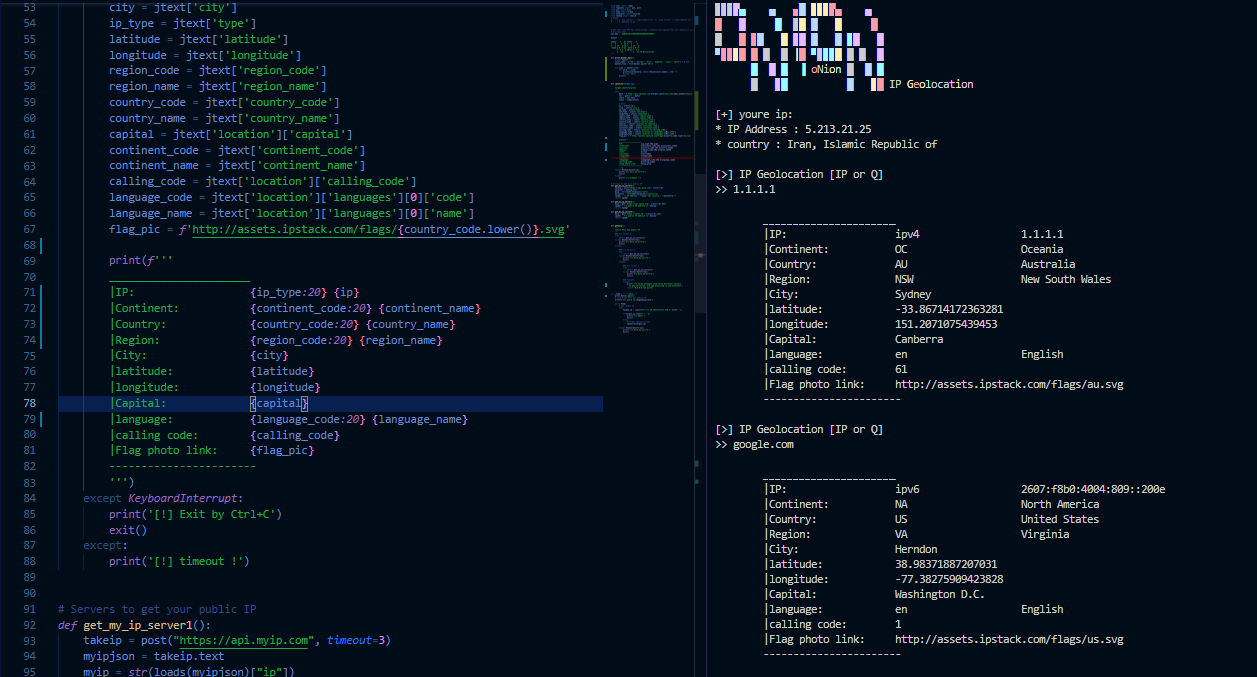 53 city = jtext['city']
54 ip_type = jtext['type']
55 latitude = jtext['latitude']
56 longitude = jtext['longitude']
57 region_code = jtext['region_code']
58 region_name = jtext['region_name']
59 country_code = jtext['country_code']
60 country_name = jtext['country_name']
61 capital = jtext['location']['capital']
62 continent_code = jtext['continent_code']
63 continent_name = jtext['continent_name']
64 calling_code = jtext['location']['calling_code']
65 language_code = jtext['location']['languages'][0]['code']
66 language_name = jtext['location']['languages'][0]['name']
67 flag_pic = f'http://assets.ipstack.com/flags/{country_code.lower()}.svg'
68
69 print(f'''
70 ______________________
71 |IP: {ip_type:20} {ip}
72 |Continent: {continent_code:20} {continent_name}
73 |Country: {country_code:20} {country_name}
74 |Region: {region_code:20} {region_name}
75 |City: {city}
76 |latitude: {latitude}
77 |longitude: {longitude}
78 |Capital: {capital}
79 |language: {language_code:20} {language_name}
80 |calling code: {calling_code}
81 |Flag photo link: {flag_pic}
82 -----------------------
83 ''')
84 except KeyboardInterrupt:
85 print('[!] Exit by Ctrl+C')
86 exit()
87 except:
88 print('[!] timeout !')
89
90
91 # Servers to get your public IP
92 def get_my_ip_server1():
93 takeip = post("https://api.myip.com", timeout=3)
94 myipjson = takeip.text
95 myip = str(loads(myipjson)["ip"])
oNion
IP Geolocation
[+] youre ip:
* IP Address : 5.213.21.25
* country : Iran, Islamic Republic of
[>] IP Geolocation [IP or Q]
>> 1.1.1.1
______________________
|IP: ipv4 1.1.1.1
|Continent: OC Oceania
|Country: AU Australia
|Region: NSW New South Wales
|City: Sydney
|latitude: -33.86714172363281
|longitude: 151.2071075439453
|Capital: Canberra
|language: en English
|calling code: 61
|Flag photo link: http://assets.ipstack.com/flags/au.svg
-----------------------
[>] IP Geolocation [IP or Q]
>> google.com
______________________
|IP: ipv6 2607:f8b0:4004:809::200e
|Continent: NA North America
|Country: US United States
|Region: VA Virginia
|City: Herndon
|latitude: 38.98371887207031
|longitude: -77.38275909423828
|Capital: Washington D.C.
|language: en English
|calling code: 1
|Flag photo link: http://assets.ipstack.com/flags/us.svg
-----------------------